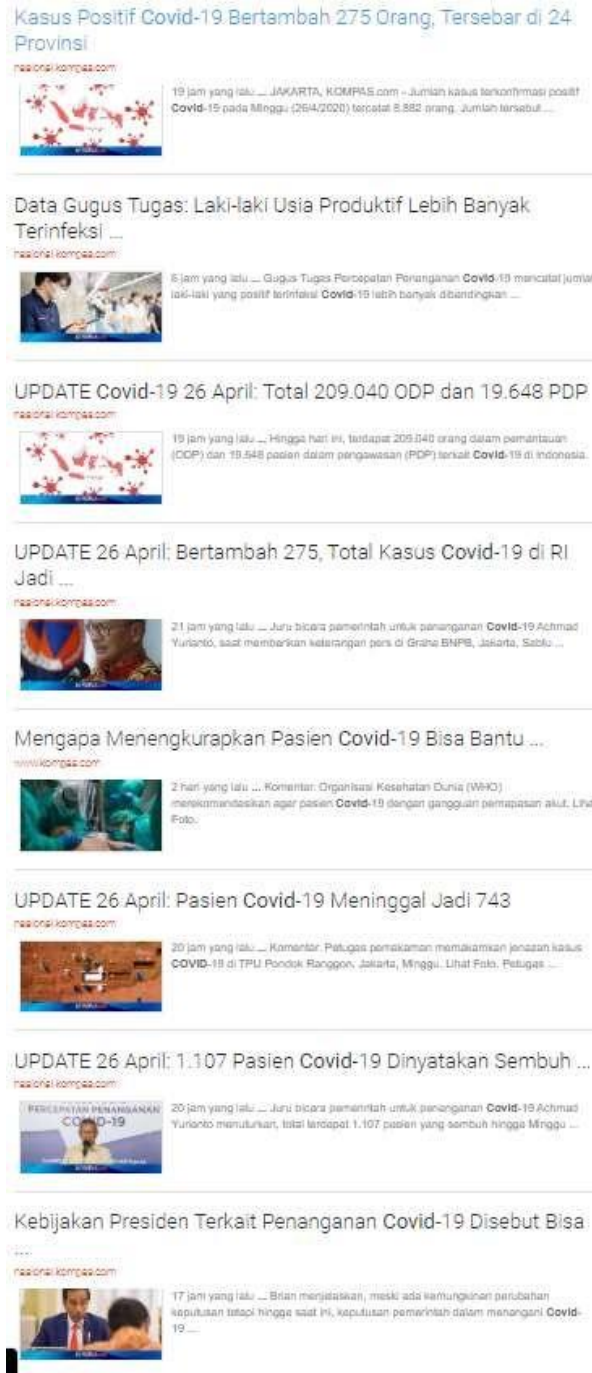 Kasus Positif Covid-19 Bertambah 275 Orang, Tersebar di 24
Provinsi
nasional.kompas.com
19 jam yang lalu ... JAKARTA, KOMPAS.com - Jumlah kasus terkonfirmasi positif
Covid-19 pada Minggu (26/4/2020) tercatat 8.882 orang. Jumlah tersebut ...
Data Gugus Tugas: Laki-laki Usia Produktif Lebih Banyak
Terinfeksi ...
nasional.kompas.com
6 jam yang lalu ... Gugus Tugas Percepatan Penanganan Covid-19 mencatat jumlah
laki-laki yang positif terinfeksi Covid-19 lebih banyak dibandingkan ...
UPDATE Covid-19 26 April: Total 209.040 ODP dan 19.648 PDP
nasional.kompas.com
19 jam yang lalu ... Hingga hari ini, terdapat 209.040 orang dalam pemantauan
(ODP) dan 19.648 pasien dalam pengawasan (PDP) terkait Covid-19 di Indonesia.
UPDATE 26 April: Bertambah 275, Total Kasus Covid-19 di RI
Jadi ...
nasional.kompas.com
21 jam yang lalu ... Juru bicara pemerintah untuk penanganan Covid-19 Achmad
Yurianto, saat memberikan keterangan pers di Graha BNPB, Jakarta, Sabtu ...
Mengapa Menengkurapkan Pasien Covid-19 Bisa Bantu ...
www.kompas.com
2 hari yang lalu ... Komentar. Organisasi Kesehatan Dunia (WHO)
merekomendasikan agar pasien Covid-19 dengan gangguan pernapasan akut. Lihat
Foto.
UPDATE 26 April: Pasien Covid-19 Meninggal Jadi 743
nasional.kompas.com
20 jam yang lalu ... Komentar. Petugas pemakaman memakamkan jenazah kasus
COVID-19 di TPU Pondok Ranggon, Jakarta, Minggu. Lihat Foto. Petugas ...
UPDATE 26 April: 1.107 Pasien Covid-19 Dinyatakan Sembuh ...
nasional.kompas.com
PERCEPATAN PENANGANAN
COVID-19
20 jam yang lalu ... Juru bicara pemerintah untuk penanganan Covid-19 Achmad
Yurianto menuturkan, total terdapat 1.107 pasien yang sembuh hingga Minggu ...
Kebijakan Presiden Terkait Penanganan Covid-19 Disebut Bisa
...
nasional.kompas.com
17 jam yang lalu ... Brian menjelaskan, meski ada kemungkinan perubahan
keputusan tetapi hingga saat ini, keputusan pemerintah dalam menangani Covid-
19 ...